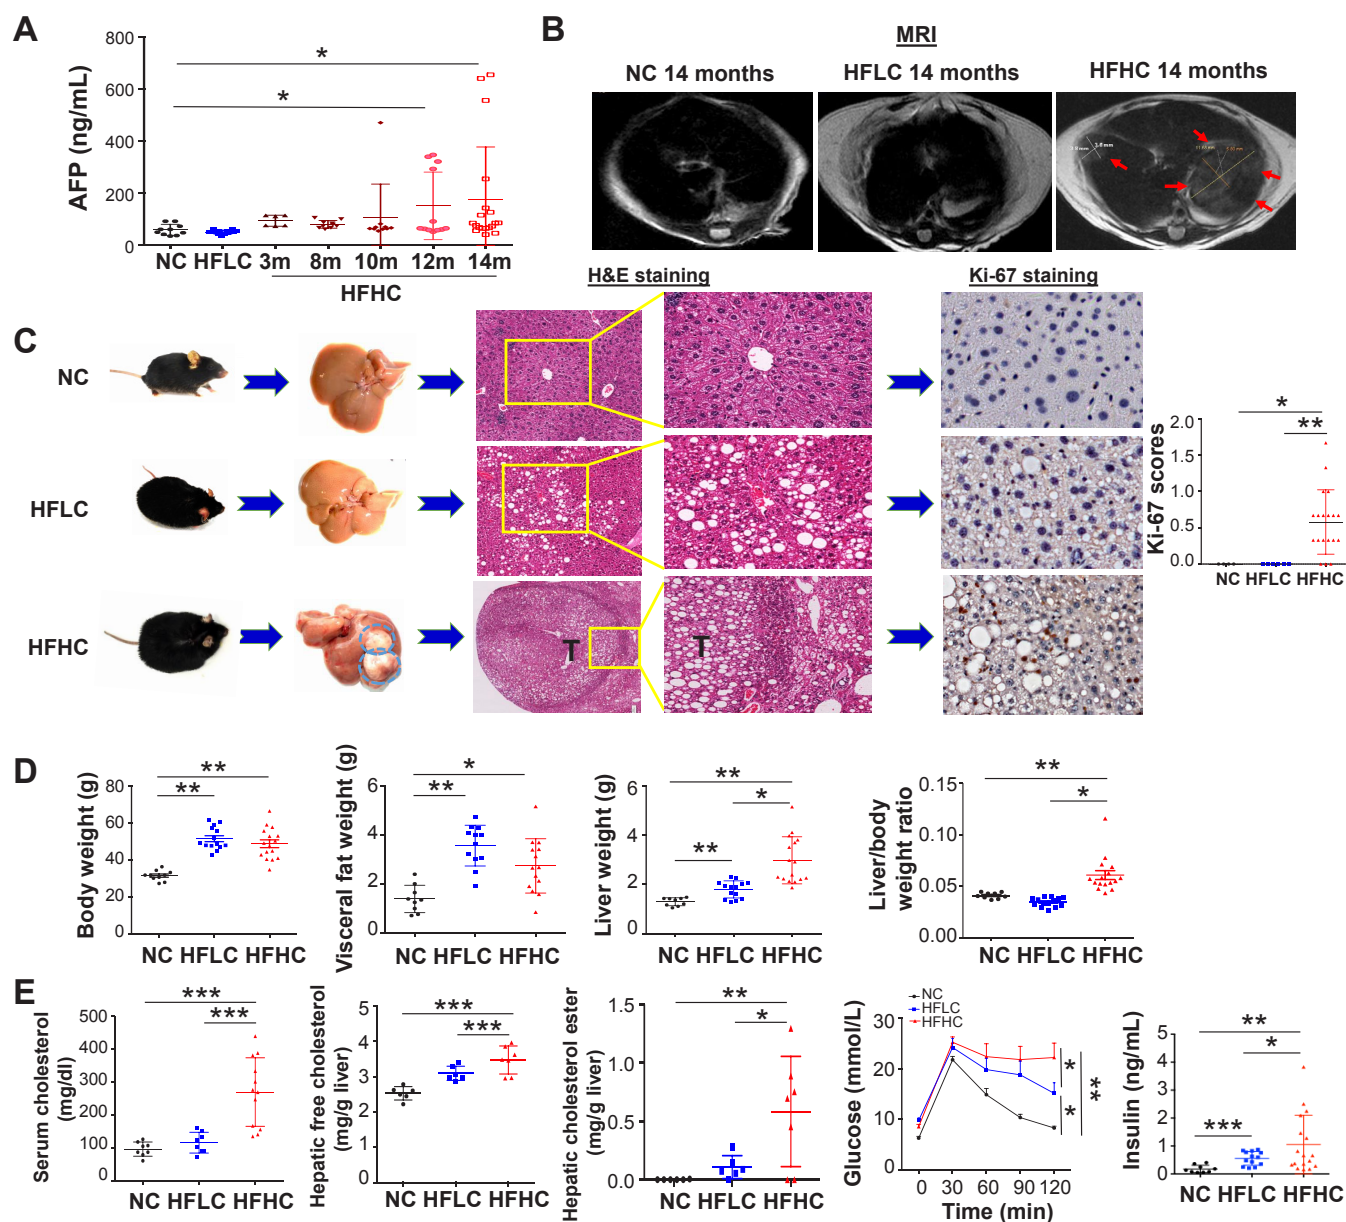 A
AFP (ng/mL)
800
600
400
200
0
*
*
NC HFLC 3m 8m 10m 12m 14m
HFHC
B
MRI
NC 14 months HFLC 14 months HFHC 14 months
H&E staining Ki-67 staining
C
NC
HFLC
HFHC
T
T
Ki-67 scores
2.0
1.5
1.0
0.5
0.0
*
**
NC HFLC HFHC
D
Body weight (g)
80
60
40
20
0
**
**
NC HFLC HFHC
Visceral fat weight (g)
6
4
2
0
*
**
NC HFLC HFHC
Liver weight (g)
6
4
2
0
**
*
**
NC HFLC HFHC
Liver/body
weight ratio
0.15
0.10
0.05
0.00
**
*
NC HFLC HFHC
E
Serum cholesterol
(mg/dl)
500
400
300
200
100
0
***
***
NC HFLC HFHC
Hepatic free cholesterol
(mg/g liver)
5
4
3
2
1
0
***
***
NC HFLC HFHC
Hepatic cholesterol ester
(mg/g liver)
1.5
1.0
0.5
0.0
**
*
NC HFLC HFHC
Glucose (mmol/L)
NC
HFLC
HFHC
30
20
10
0
*
*
**
0 30 60 90 120
Time (min)
Insulin (ng/mL)
5
4
3
2
1
0
**
*
***
NC HFLC HFHC